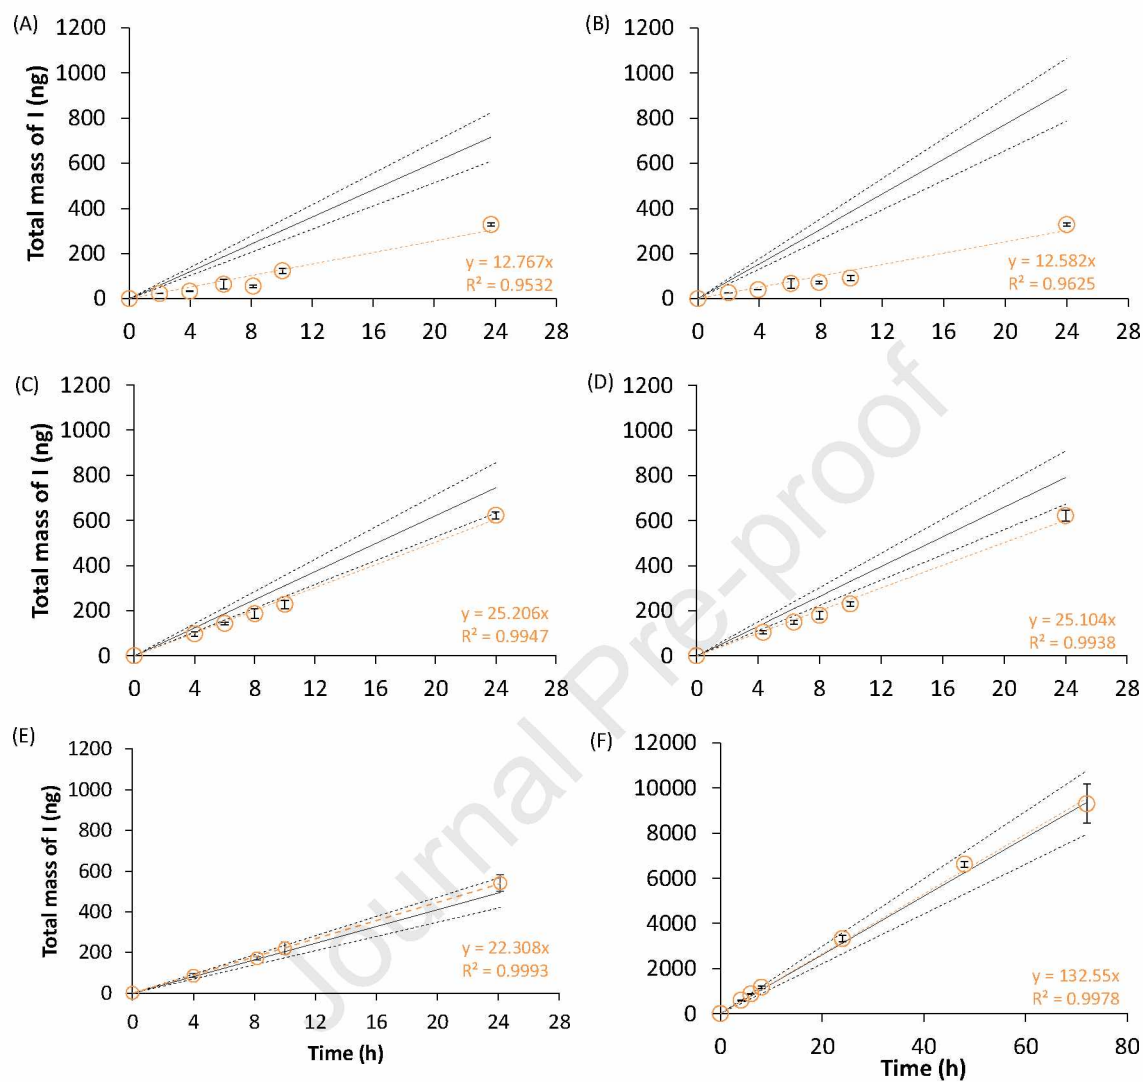 (A)
Total mass of I (ng)
1200
1000
800
600
400
200
0
0 4 8 12 16 20 24 28
y = 12.767x
R² = 0.9532
(B)
1200
1000
800
600
400
200
0
0 4 8 12 16 20 24 28
y = 12.582x
R² = 0.9625
(C)
Total mass of I (ng)
1200
1000
800
600
400
200
0
0 4 8 12 16 20 24 28
y = 25.206x
R² = 0.9947
(D)
1200
1000
800
600
400
200
0
0 4 8 12 16 20 24 28
y = 25.104x
R² = 0.9938
(E)
Total mass of I (ng)
1200
1000
800
600
400
200
0
0 4 8 12 16 20 24 28
y = 22.308x
R² = 0.9993
Time (h)
(F)
12000
10000
8000
6000
4000
2000
0
0 20 40 60 80
y = 132.55x
R² = 0.9978
Time (h)
Journal Pre-proof